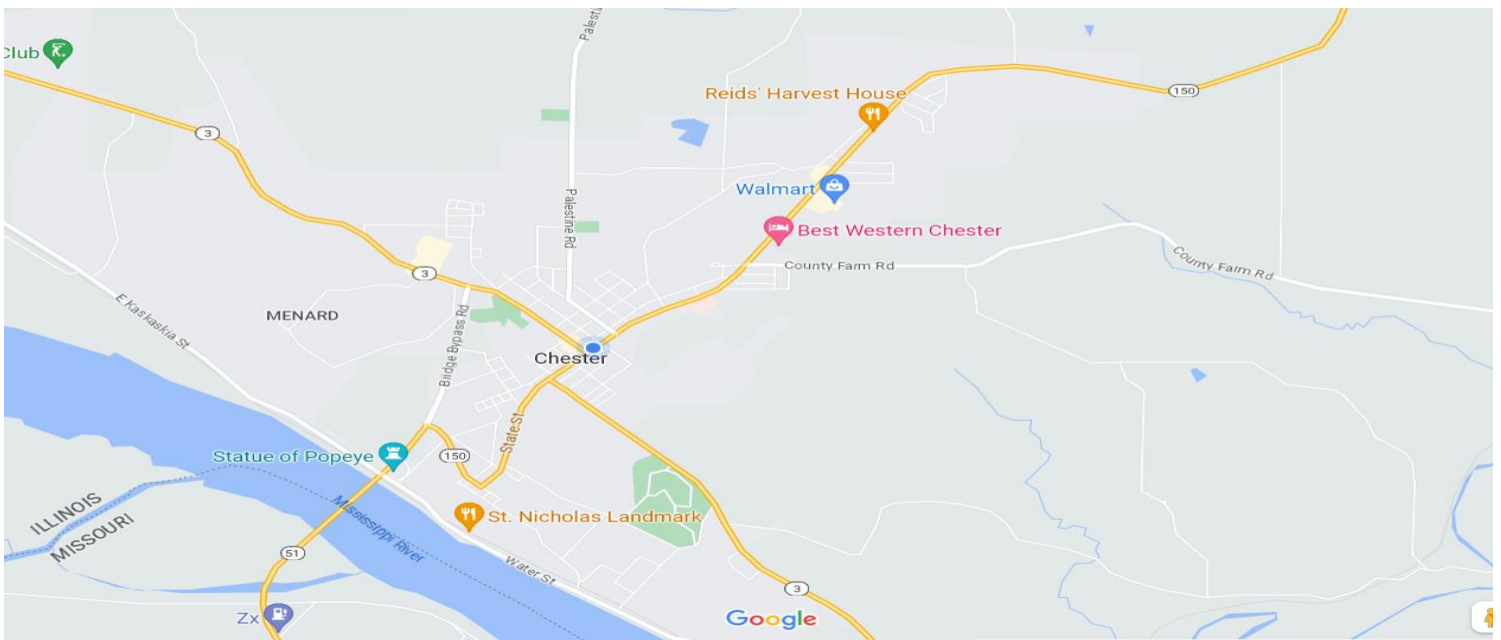 Palesti
Club
150
Reids' Harvest House
3
Walmart
Palestine Rd
Best Western Chester
County Farm Rd
County Farm Rd
3
E Kaskaskia St
MENARD
Bridge Bypass Rd
Chester
State St
Statue of Popeye
150
ILLINOIS
MISSOURI
Mississippi River
St. Nicholas Landmark
51
Water St
3
Zx
Google